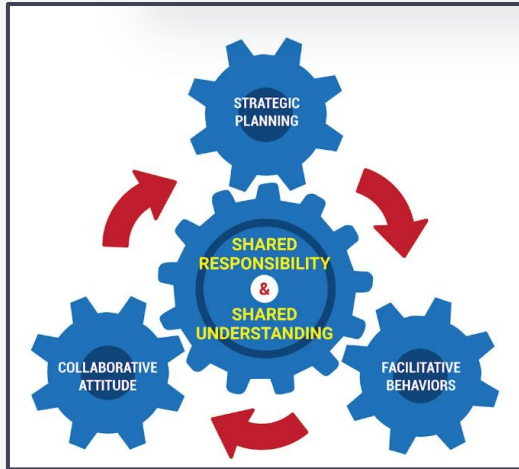 STRATEGIC
PLANNING
SHARED
RESPONSIBILITY
&
SHARED
UNDERSTANDING
COLLABORATIVE
ATTITUDE
FACILITATIVE
BEHAVIORS